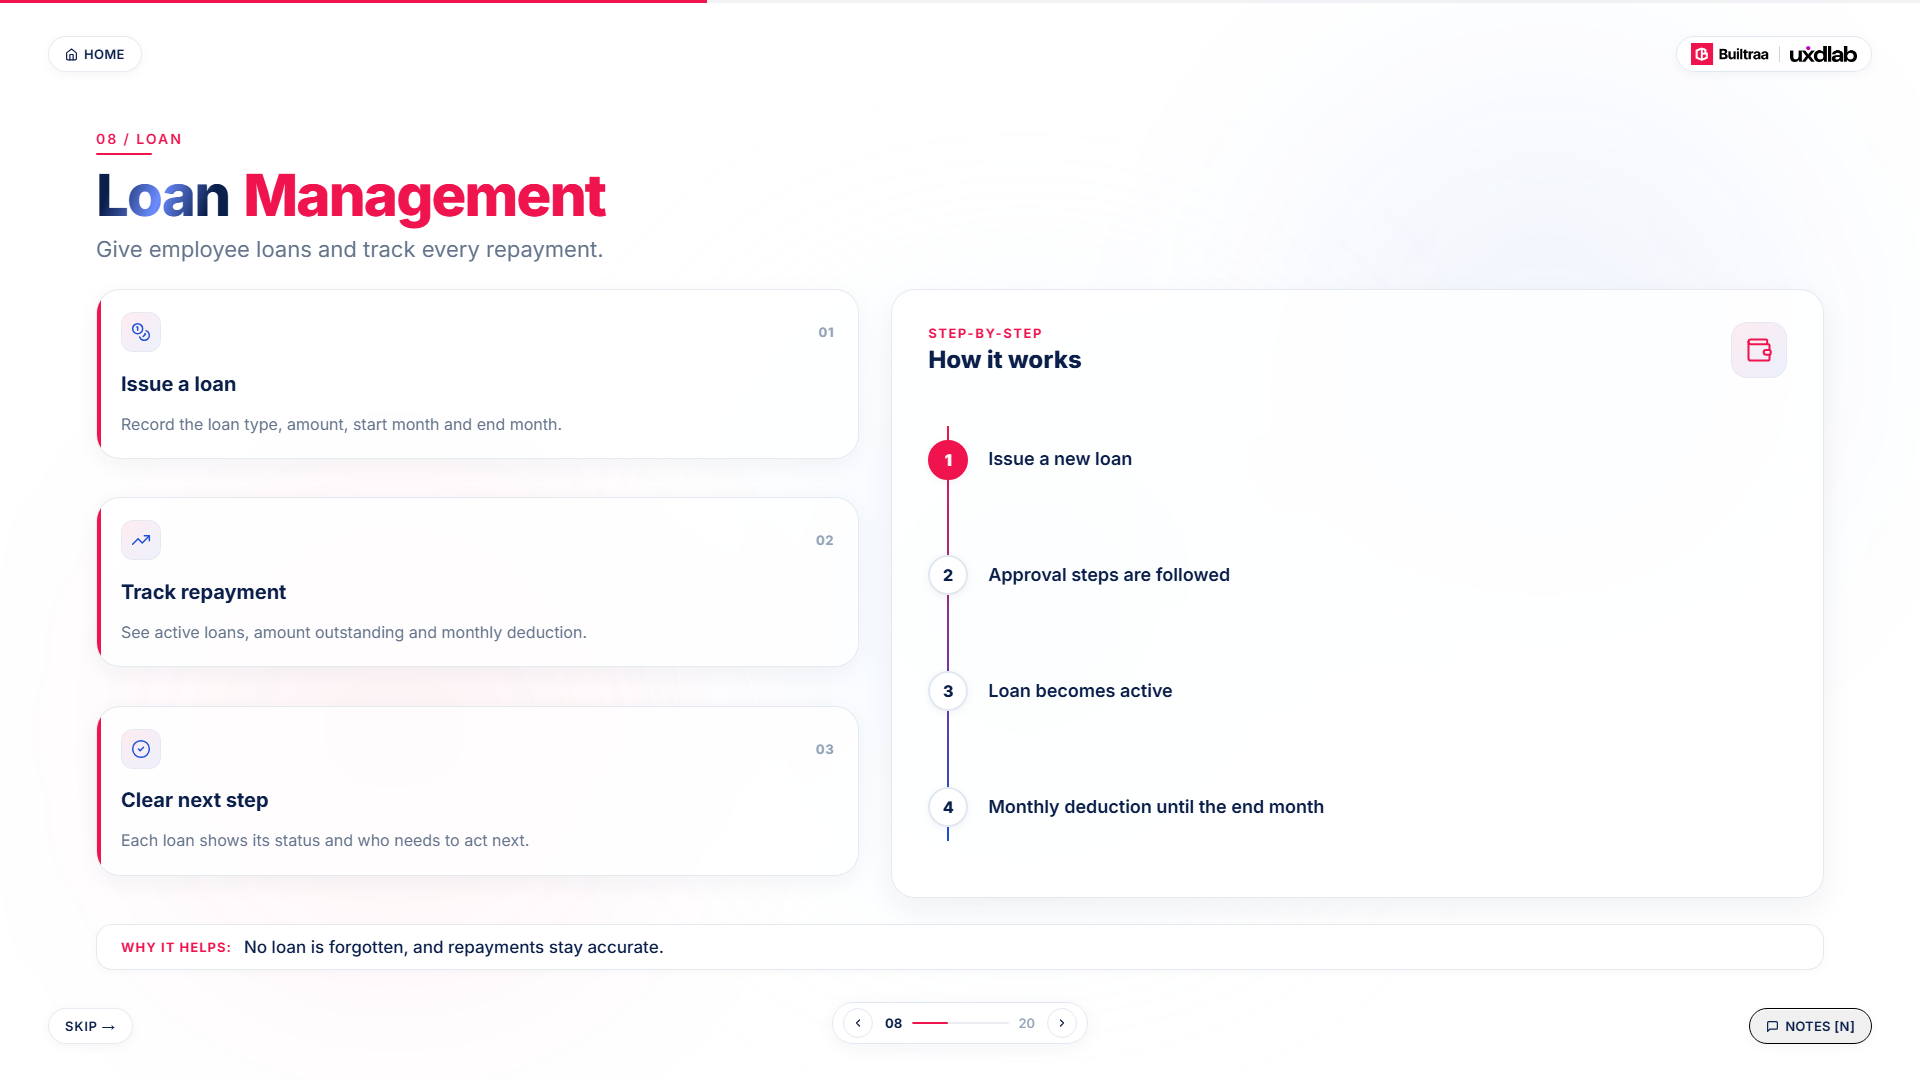 HOME
Builtraa
uxdlab
08 / LOAN
Loan Management
Give employee loans and track every repayment.
01
Issue a loan
Record the loan type, amount, start month and end month.
02
Track repayment
See active loans, amount outstanding and monthly deduction.
03
Clear next step
Each loan shows its status and who needs to act next.
STEP-BY-STEP
How it works
1 Issue a new loan
2 Approval steps are followed
3 Loan becomes active
4 Monthly deduction until the end month
WHY IT HELPS: No loan is forgotten, and repayments stay accurate.
SKIP →
08 20
NOTES [N]